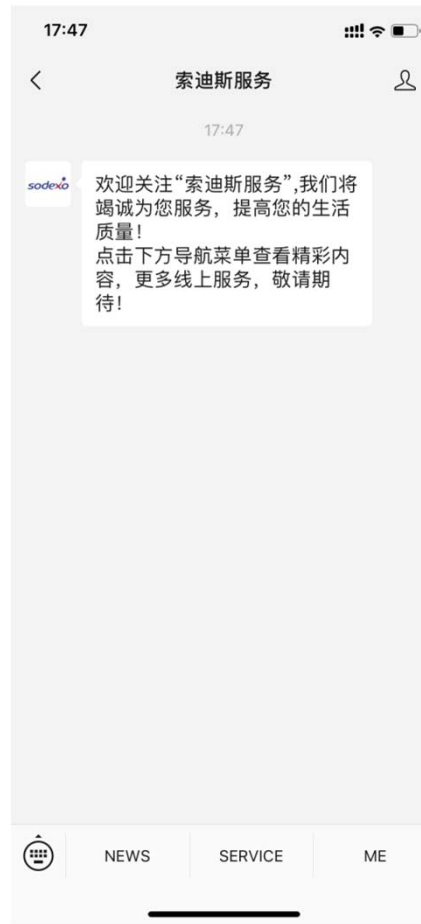 17:47
索迪斯服务
17:47
sodexo
欢迎关注“索迪斯服务”,我们将
竭诚为您服务，提高您的生活
质量！
点击下方导航菜单查看精彩内
容，更多线上服务，敬请期
待！
NEWS
SERVICE
ME